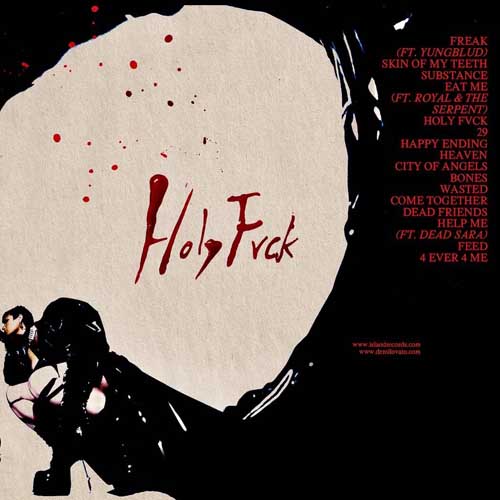 Holy Fvck
FREAK
(FT. YUNGBLUD)
SKIN OF MY TEETH
SUBSTANCE
EAT ME
(FT. ROYAL & THE
SERPENT)
HOLY FVCK
29
HAPPY ENDING
HEAVEN
CITY OF ANGELS
BONES
WASTED
COME TOGETHER
DEAD FRIENDS
HELP ME
(FT. DEAD SARA)
FEED
4 EVER 4 ME
www.islandrecords.com
www.demilovato.com